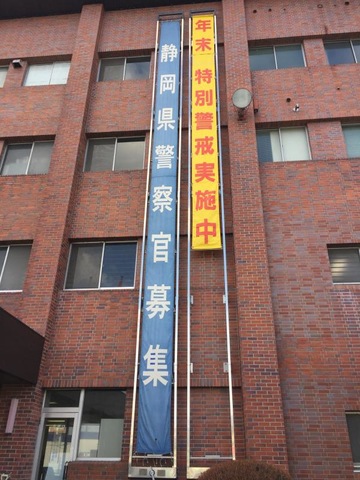 年末 特別警戒実施中
静岡県警察官募集